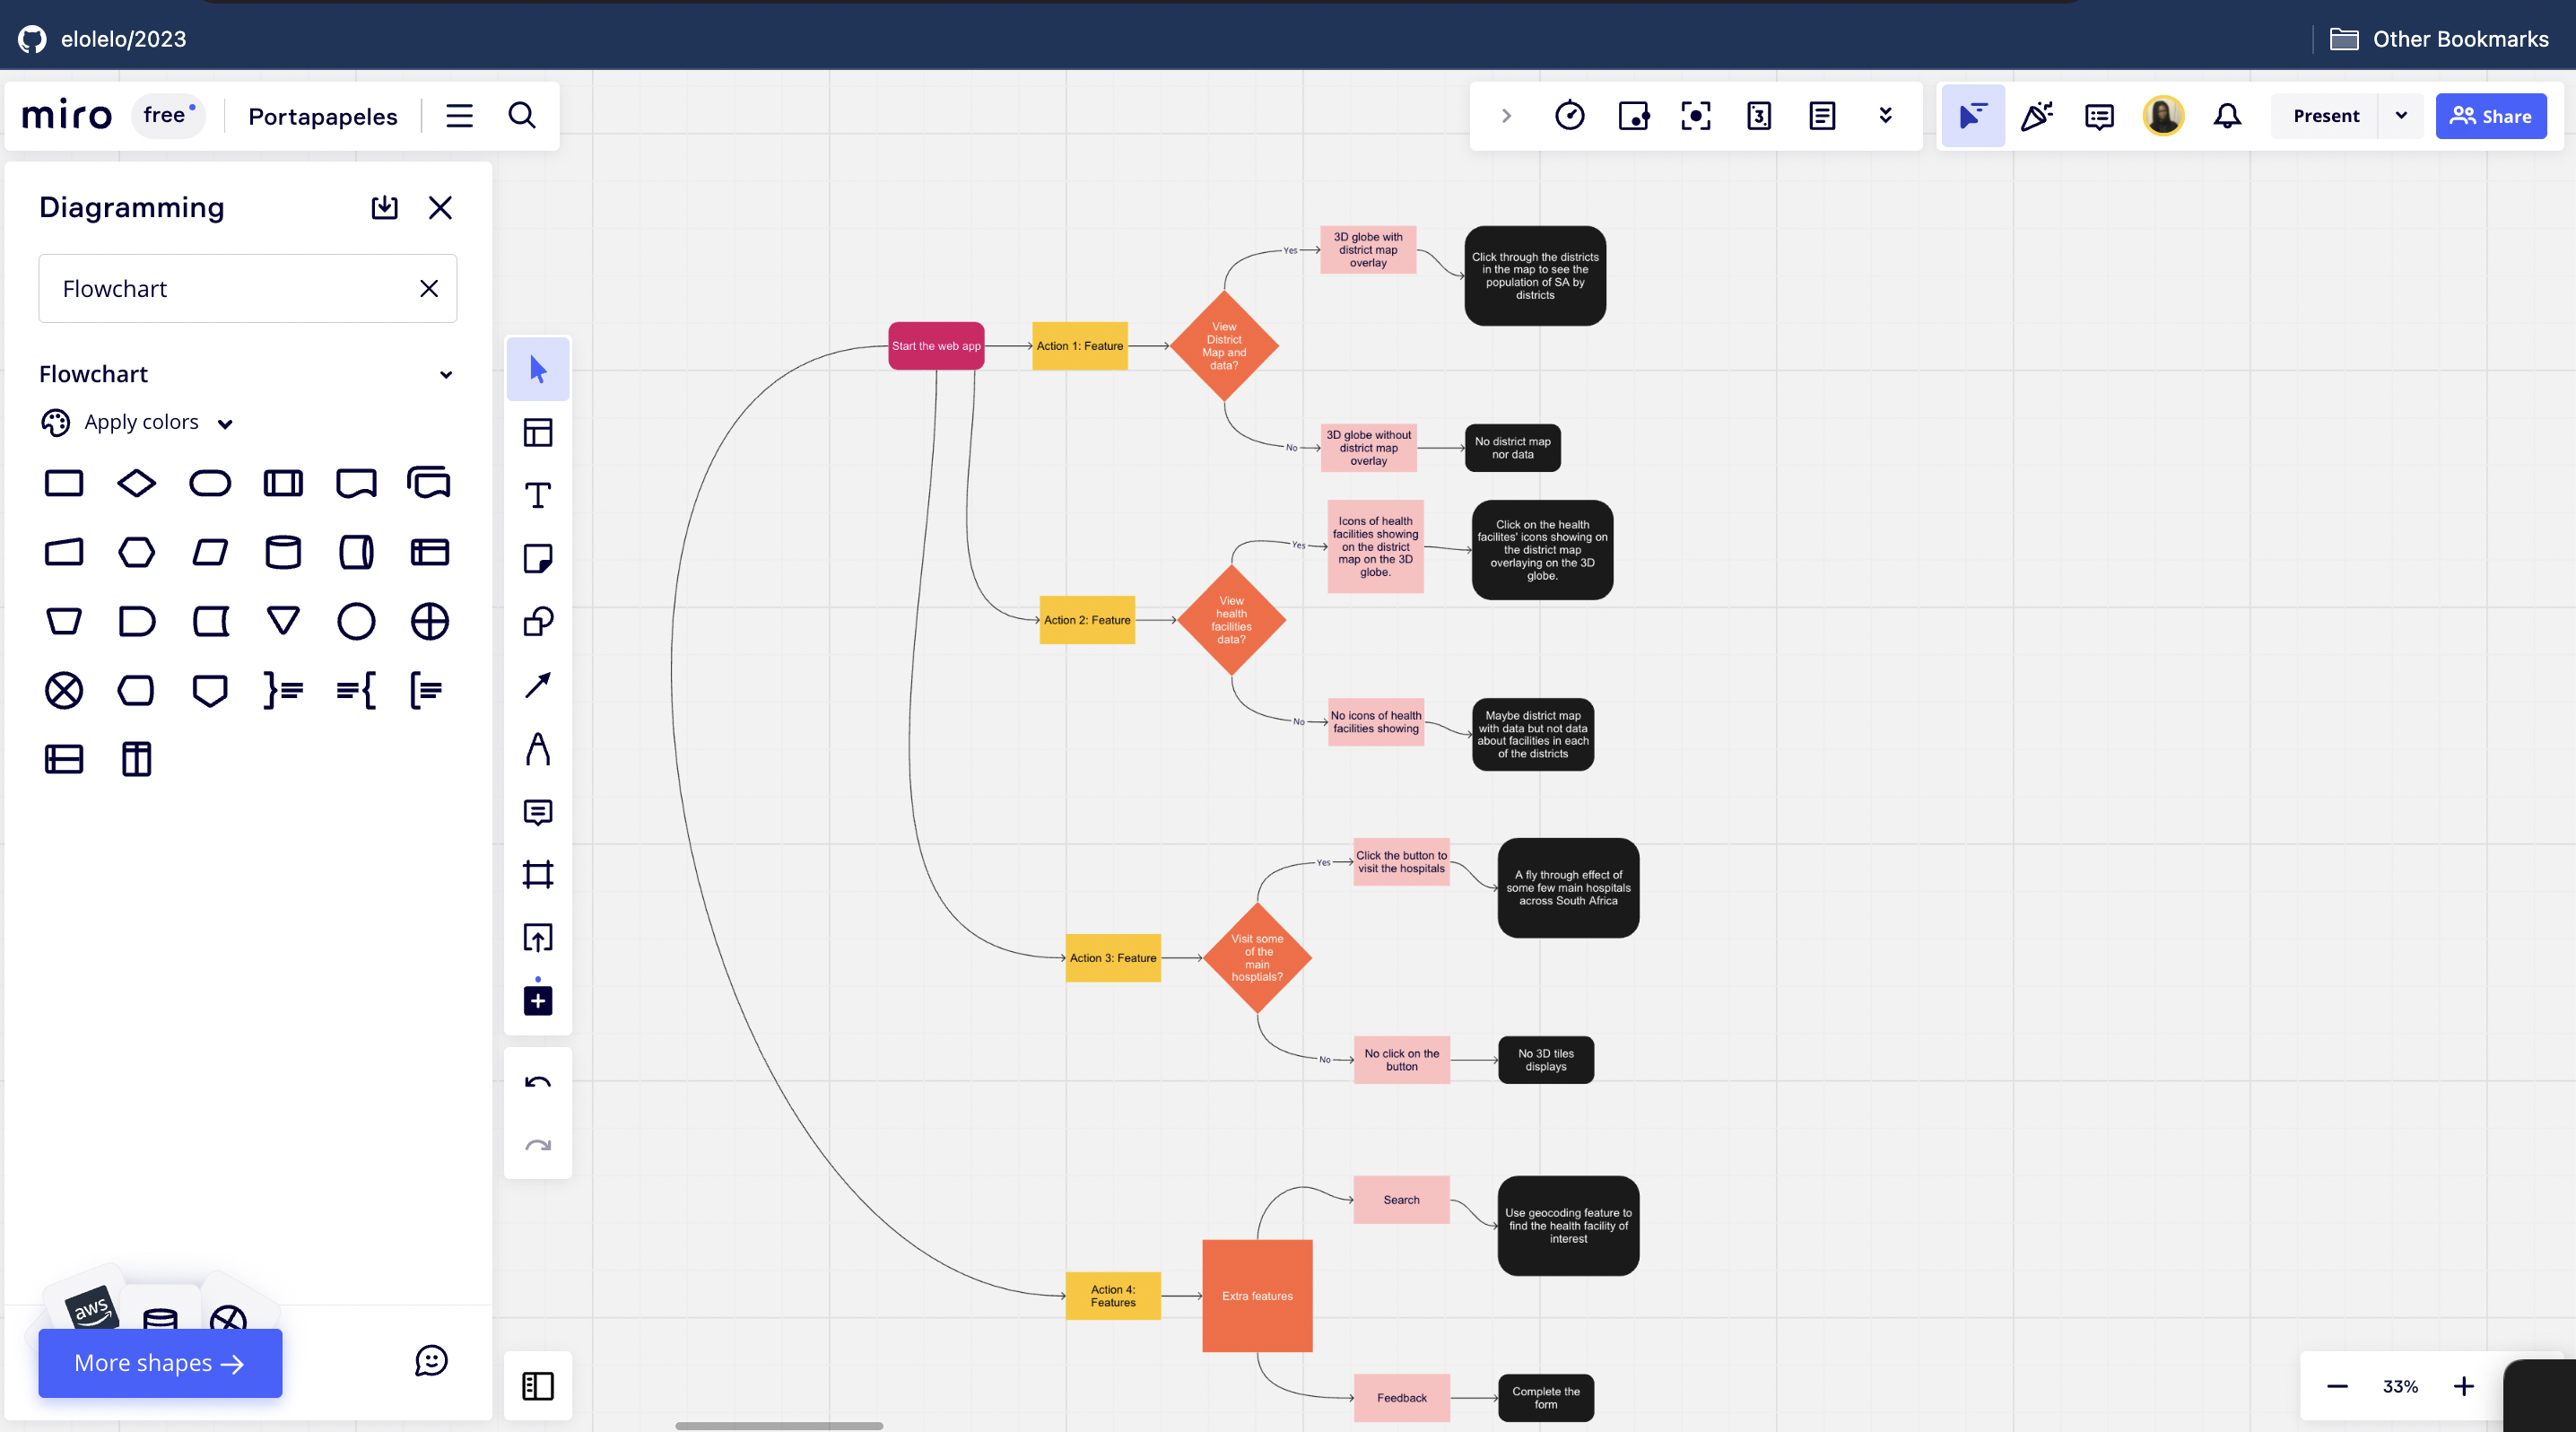 elolelo/2023
Other Bookmarks
miro
free
Portapapeles
3
Present
Share
Diagramming
Flowchart
Flowchart
Apply colors
aws
More shapes →
Start the web app
Action 1: Feature
View
District
Map and
data?
Yes
3D globe with
district map
overlay
Click through the districts
in the map to see the
population of SA by
districts
No
3D globe without
district map
overlay
No district map
nor data
Action 2: Feature
View
health
facilities
data?
Yes
Icons of health
facilities showing
on the district
map on the 3D
globe.
Click on the health
facilites' icons showing on
the district map
overlaying on the 3D
globe.
No
No icons of health
facilities showing
Maybe district map
with data but not data
about facilities in each
of the districts
Action 3: Feature
Visit some
of the
main
hosptials?
Yes
Click the button to
visit the hospitals
A fly through effect of
some few main hospitals
across South Africa
No
No click on the
button
No 3D tiles
displays
Action 4:
Features
Extra features
Search
Use geocoding feature to
find the health facility of
interest
Feedback
Complete the
form
33%